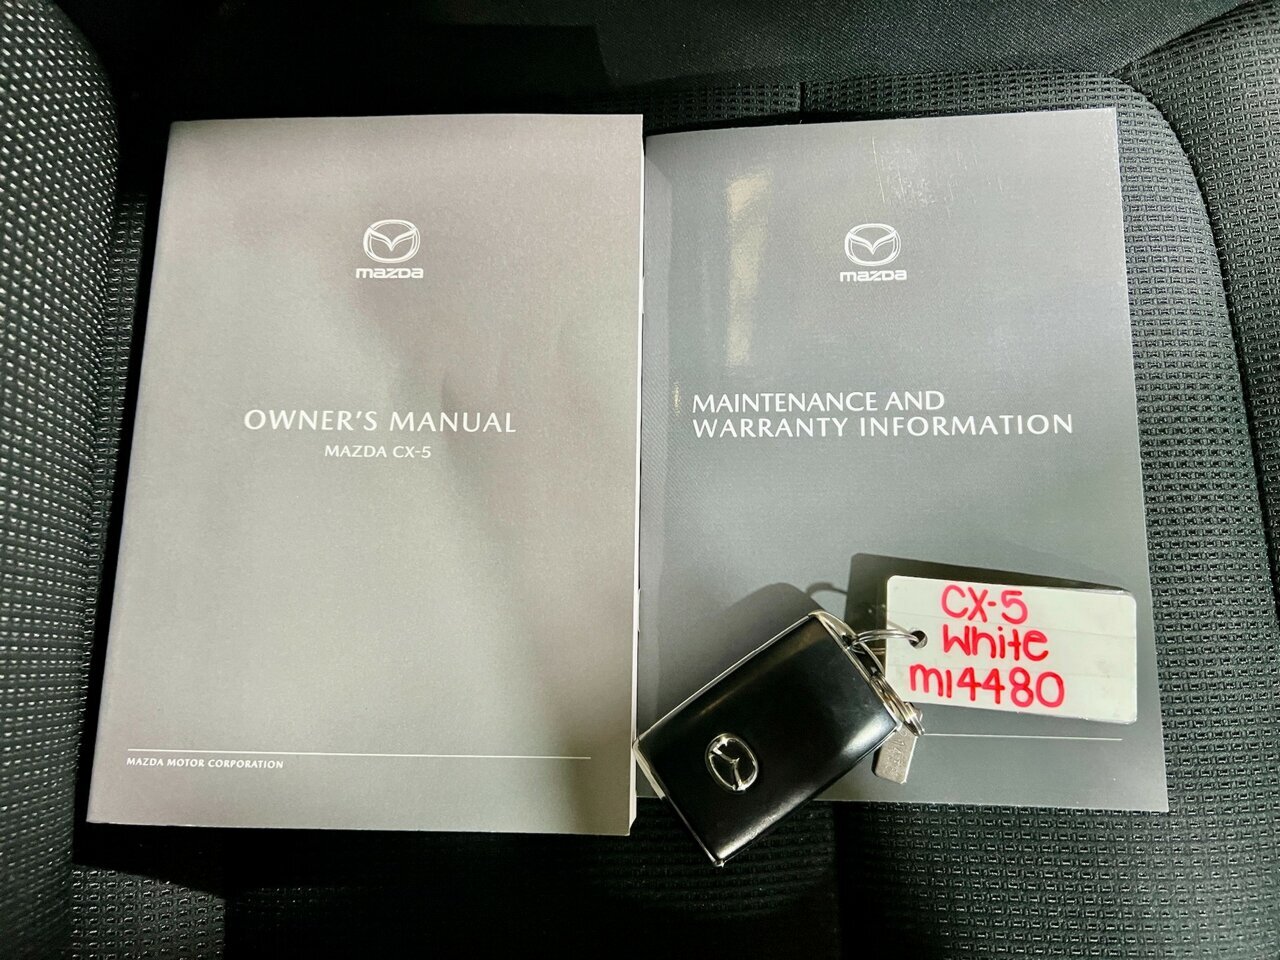 mazda
OWNER'S MANUAL
MAZDA CX-5
MAZDA MOTOR CORPORATION
mazda
MAINTENANCE AND
WARRANTY INFORMATION
CX-5
White
m14480